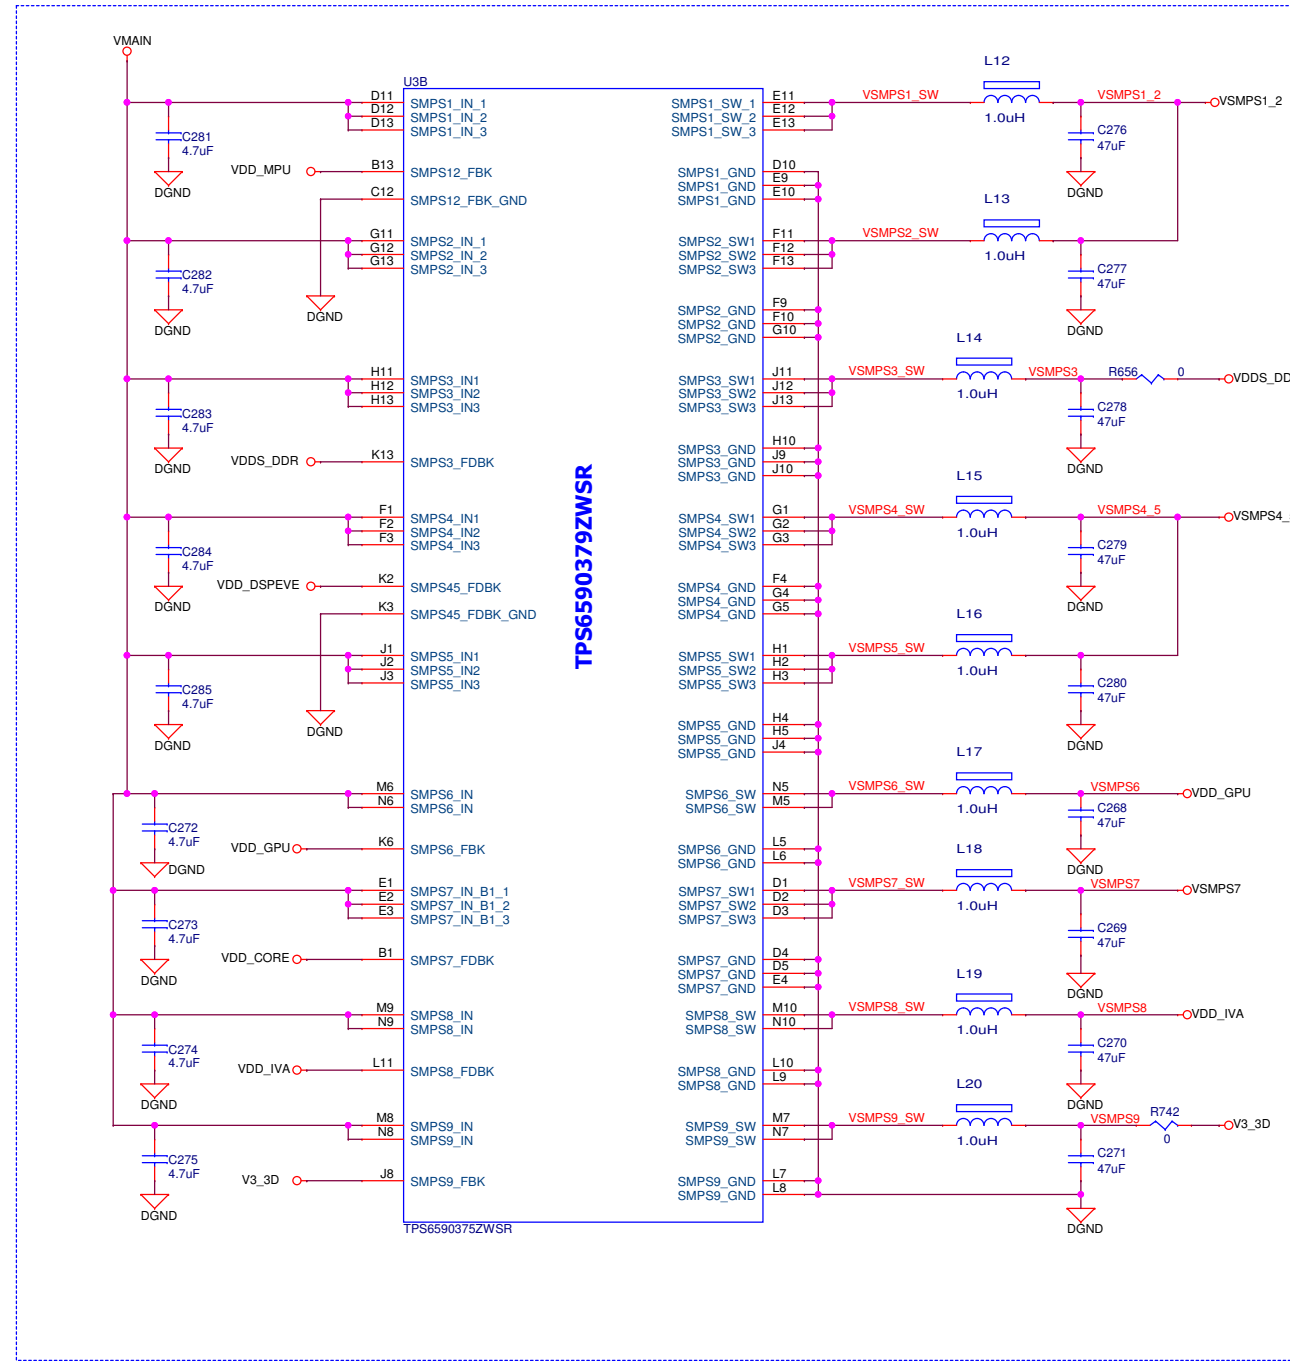 VMAIN
U3B
L12
D11 SMPS1_IN_1 SMPS1_SW_1 E11 VSMPS1_SW VSMPS1_2 VSMPS1_2
D12 SMPS1_IN_2 SMPS1_SW_2 E12
D13 SMPS1_IN_3 SMPS1_SW_3 E13 1.0uH
C281 C276
4.7uF 47uF
VDD_MPU B13 SMPS12_FBK SMPS1_GND D10
DGND SMPS1_GND E9 DGND
C12 SMPS12_FBK_GND SMPS1_GND E10 L13
G11 SMPS2_IN_1 SMPS2_SW1 F11 VSMPS2_SW
G12 SMPS2_IN_2 SMPS2_SW2 F12 1.0uH
G13 SMPS2_IN_3 SMPS2_SW3 F13
C282 C277
4.7uF 47uF
DGND SMPS2_GND F9
SMPS2_GND F10
DGND SMPS2_GND G10 DGND
L14
H11 SMPS3_IN1 SMPS3_SW1 J11 VSMPS3_SW VSMPS3 R656 0 VDDS_DD
H12 SMPS3_IN2 SMPS3_SW2 J12 1.0uH
H13 SMPS3_IN3 SMPS3_SW3 J13
C283 C278
4.7uF 47uF
SMPS3_GND H10
VDDS_DDR K13 SMPS3_FDBK SMPS3_GND J9
DGND SMPS3_GND J10 L15 DGND
TPS6590379ZWSR
F1 SMPS4_IN1 SMPS4_SW1 G1 VSMPS4_SW VSMPS4_5 VSMPS4_
F2 SMPS4_IN2 SMPS4_SW2 G2 1.0uH
F3 SMPS4_IN3 SMPS4_SW3 G3
C284 C279
4.7uF 47uF
VDD_DSPEVE K2 SMPS45_FDBK SMPS4_GND F4
DGND SMPS4_GND G4 DGND
K3 SMPS45_FDBK_GND SMPS4_GND G5 L16
J1 SMPS5_IN1 SMPS5_SW1 H1 VSMPS5_SW
J2 SMPS5_IN2 SMPS5_SW2 H2 1.0uH
J3 SMPS5_IN3 SMPS5_SW3 H3
C285 C280
4.7uF 47uF
SMPS5_GND H4
DGND DGND SMPS5_GND H5 DGND
SMPS5_GND J4 L17
M6 SMPS6_IN SMPS6_SW N5 VSMPS6_SW VSMPS6 VDD_GPU
N6 SMPS6_IN SMPS6_SW M5 1.0uH
C272 C268
4.7uF 47uF
VDD_GPU K6 SMPS6_FBK SMPS6_GND L5 L18
DGND SMPS6_GND L6 DGND
E1 SMPS7_IN_B1_1 SMPS7_SW1 D1 VSMPS7_SW VSMPS7 VSMPS7
E2 SMPS7_IN_B1_2 SMPS7_SW2 D2 1.0uH
E3 SMPS7_IN_B1_3 SMPS7_SW3 D3
C273 C269
4.7uF 47uF
VDD_CORE B1 SMPS7_FDBK SMPS7_GND D4
SMPS7_GND D5 L19
DGND SMPS7_GND E4 DGND
M9 SMPS8_IN SMPS8_SW M10 VSMPS8_SW VSMPS8 VDD_IVA
N9 SMPS8_IN SMPS8_SW N10 1.0uH
C274 C270
4.7uF 47uF
VDD_IVA L11 SMPS8_FDBK SMPS8_GND L10
SMPS8_GND L9 L20
DGND DGND
M8 SMPS9_IN SMPS9_SW M7 VSMPS9_SW VSMPS9 R742 V3_3D
N8 SMPS9_IN SMPS9_SW N7 1.0uH 0
C275 C271
4.7uF 47uF
V3_3D J8 SMPS9_FBK SMPS9_GND L7
SMPS9_GND L8
DGND DGND
TPS6590375ZWSR